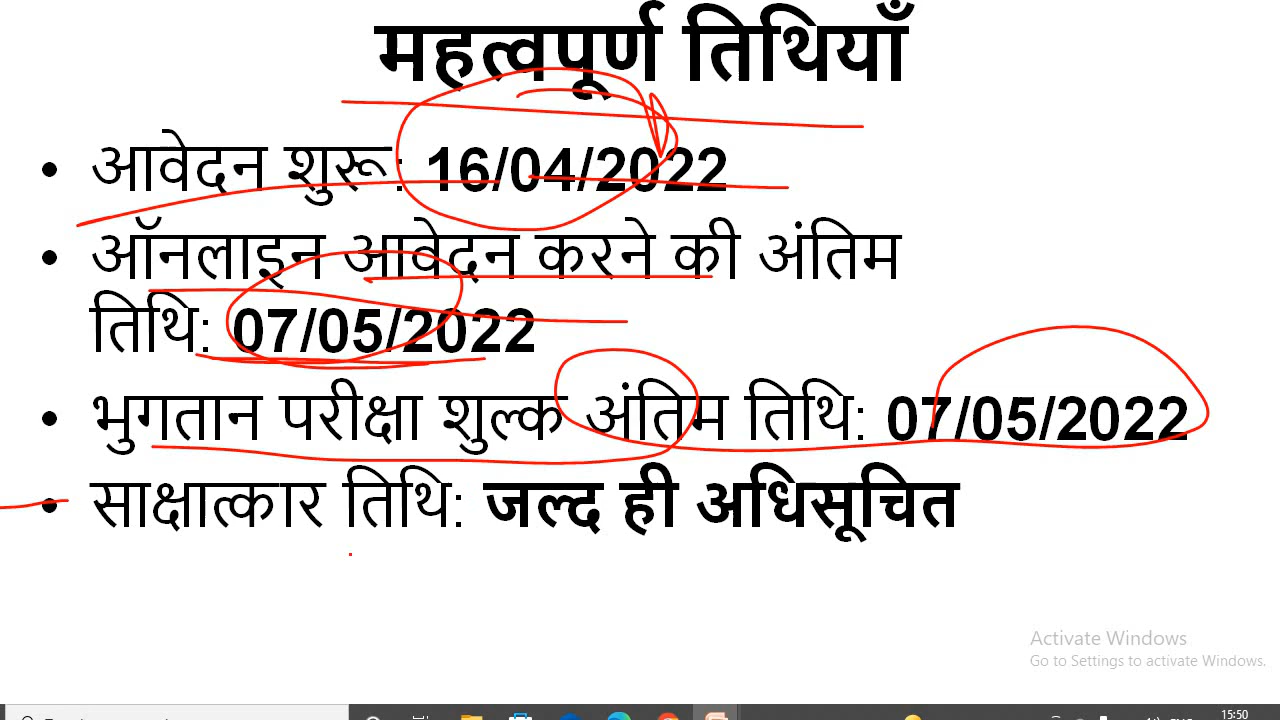 महत्वपूर्ण तिथियाँ
• आवेदन शुरू: 16/04/2022
• ऑनलाइन आवेदन करने की अंतिम
तिथि: 07/05/2022
• भुगतान परीक्षा शुल्क अंतिम तिथि: 07/05/2022
• साक्षात्कार तिथि: जल्द ही अधिसूचित
Activate Windows
Go to Settings to activate Windows.
15:50